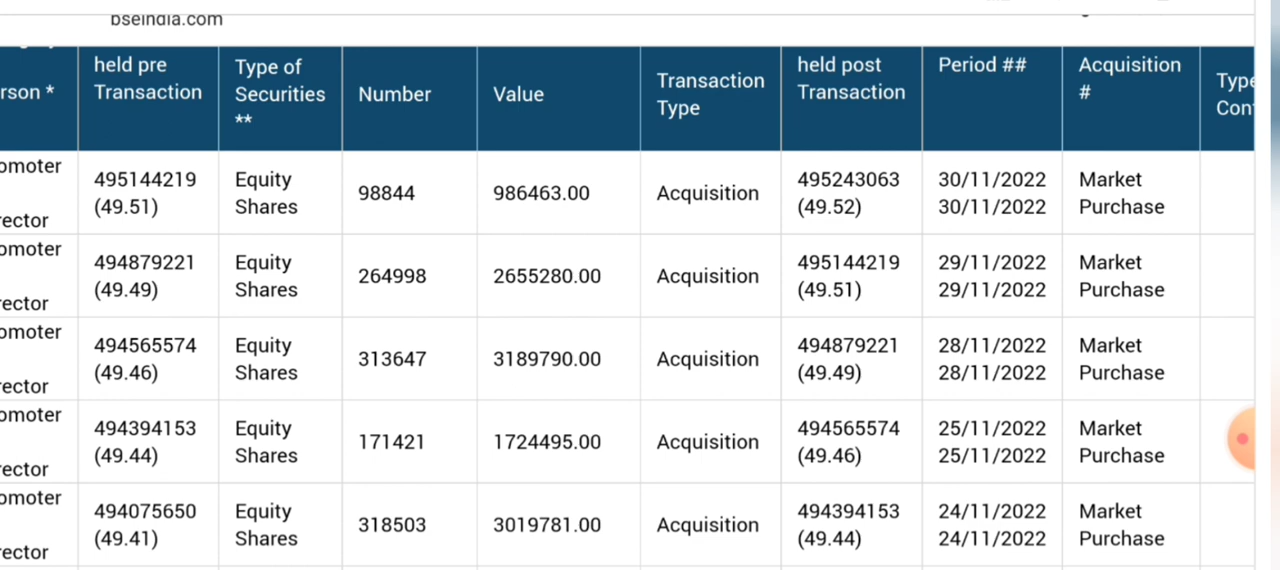 bseindia.com
rson *
held pre
Transaction
Type of
Securities
**
Number
Value
Transaction
Type
held post
Transaction
Period ##
Acquisition
#
Type
Con
omoter
rector
495144219
(49.51)
Equity
Shares
98844
986463.00
Acquisition
495243063
(49.52)
30/11/2022
30/11/2022
Market
Purchase
omoter
rector
494879221
(49.49)
Equity
Shares
264998
2655280.00
Acquisition
495144219
(49.51)
29/11/2022
29/11/2022
Market
Purchase
omoter
rector
494565574
(49.46)
Equity
Shares
313647
3189790.00
Acquisition
494879221
(49.49)
28/11/2022
28/11/2022
Market
Purchase
omoter
rector
494394153
(49.44)
Equity
Shares
171421
1724495.00
Acquisition
494565574
(49.46)
25/11/2022
25/11/2022
Market
Purchase
omoter
rector
494075650
(49.41)
Equity
Shares
318503
3019781.00
Acquisition
494394153
(49.44)
24/11/2022
24/11/2022
Market
Purchase